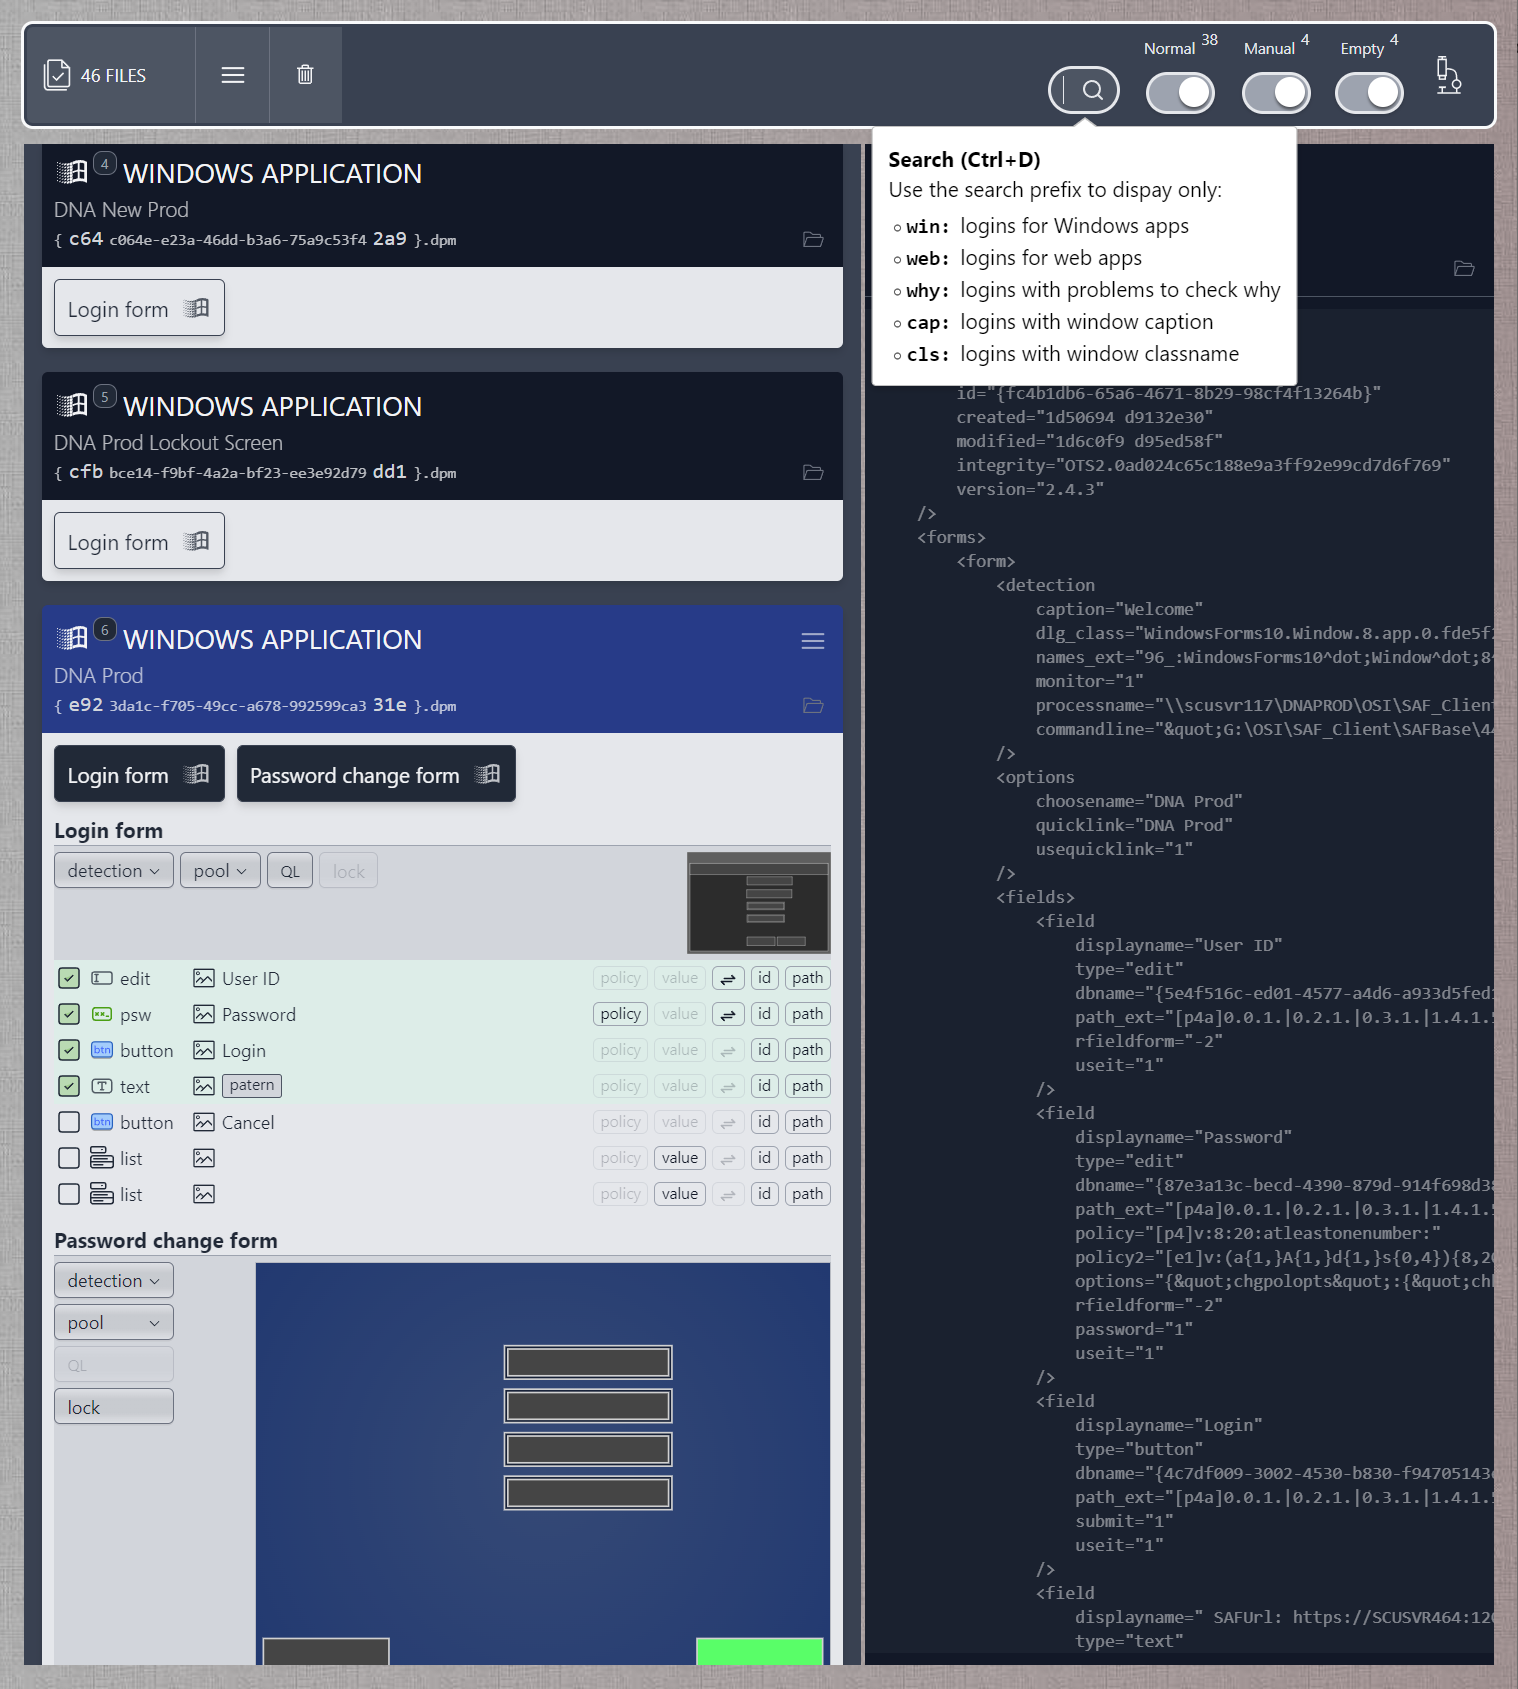 46 FILES
Normal 38
Manual 4
Empty 4
Search (Ctrl+D)
Use the search prefix to dispay only:
win: logins for Windows apps
web: logins for web apps
why: logins with problems to check why
cap: logins with window caption
cls: logins with window classname
4 WINDOWS APPLICATION
DNA New Prod
{ c64 c064e-e23a-46dd-b3a6-75a9c53f4 2a9 }.dpm
Login form
5 WINDOWS APPLICATION
DNA Prod Lockout Screen
{ cfb bce14-f9bf-4a2a-bf23-ee3e92d79 dd1 }.dpm
Login form
6 WINDOWS APPLICATION
DNA Prod
{ e92 3da1c-f705-49cc-a678-992599ca3 31e }.dpm
Login form Password change form
Login form
detection pool QL lock
edit User ID policy value id path
psw Password policy value id path
btn button Login policy value id path
T text patern policy value id path
btn button Cancel policy value id path
list policy value id path
list policy value id path
Password change form
detection
pool
QL
lock
id="{fc4b1db6-65a6-4671-8b29-98cf4f13264b}"
created="1d50694 d9132e30"
modified="1d6c0f9 d95ed58f"
integrity="OTS2.0ad024c65c188e9a3ff92e99cd7d6f769"
version="2.4.3"
/>
<forms>
<form>
<detection
caption="Welcome"
dlg_class="WindowsForms10.Window.8.app.0.fde5f
names_ext="96_:WindowsForms10^dot;Window^dot;8
monitor="1"
processname="\\scusvr117\DNAPROD\OSI\SAF_Client
commandline="&quot;G:\OSI\SAF_Client\SAFBase\4
/>
<options
choosename="DNA Prod"
quicklink="DNA Prod"
usequicklink="1"
/>
<fields>
<field
displayname="User ID"
type="edit"
dbname="{5e4f516c-ed01-4577-a4d6-a933d5fed
path_ext="[p4a]0.0.1.|0.2.1.|0.3.1.|1.4.1.
rfieldform="-2"
useit="1"
/>
<field
displayname="Password"
type="edit"
dbname="{87e3a13c-becd-4390-879d-914f698d3
path_ext="[p4a]0.0.1.|0.2.1.|0.3.1.|1.4.1.
policy="[p4]v:8:20:atleastonenumber:"
policy2="[e1]v:(a{1,}A{1,}d{1,}s{0,4}){8,2
options="{&quot;chgpolopts&quot;:{&quot;ch
rfieldform="-2"
password="1"
useit="1"
/>
<field
displayname="Login"
type="button"
dbname="{4c7df009-3002-4530-b830-f94705143
path_ext="[p4a]0.0.1.|0.2.1.|0.3.1.|1.4.1.
submit="1"
useit="1"
/>
<field
displayname=" SAFUrl: https://SCUSVR464:12
type="text"